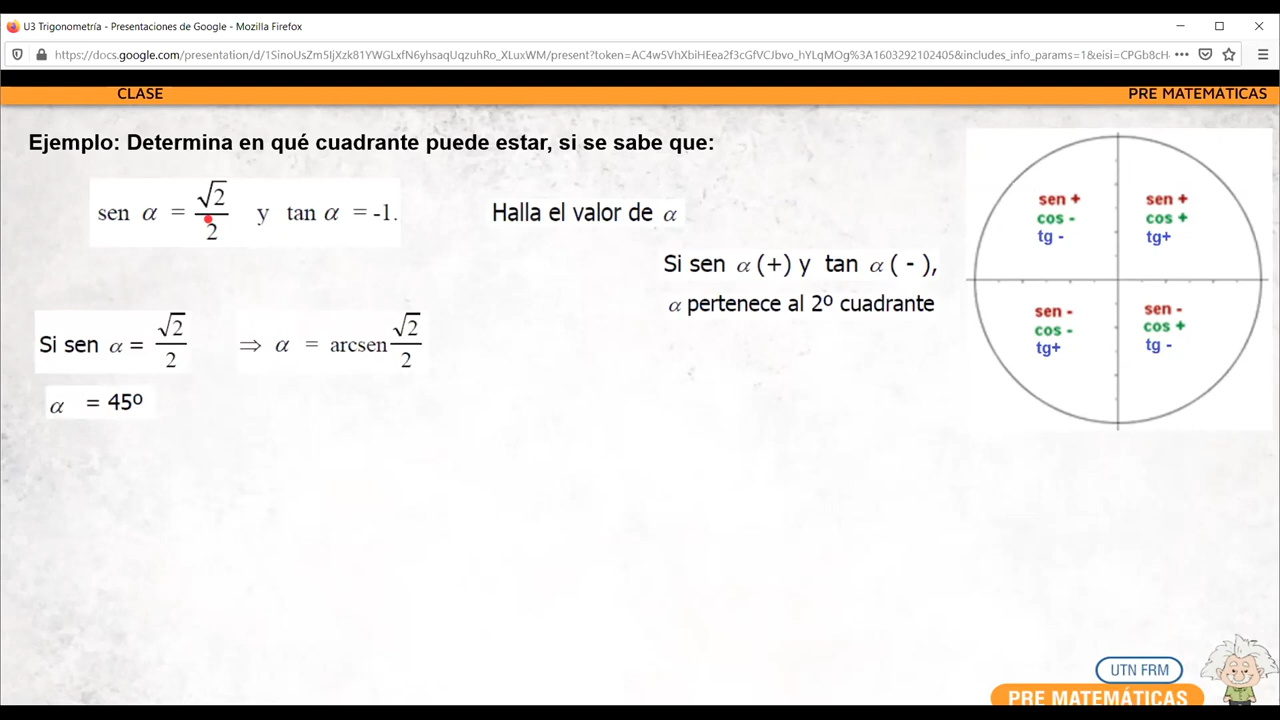 U3 Trigonometría - Presentaciones de Google - Mozilla Firefox
https://docs.google.com/presentation/d/1SinoUsZm5IjXzk81YWGLxfN6yhsaqUqzuhRo_XLuxWM/present?token=AC4w5VhXbiHEea2f3cGfVCJbvo_hYLqMOg%3A1603292102405&includes_info_params=1&eisi=CPGb8cH
CLASE
PRE MATEMÁTICAS
Ejemplo: Determina en qué cuadrante puede estar, si se sabe que:
sen α = √2/2 y tan α = -1.
Halla el valor de α
Si sen α (+) y tan α ( - ),
α pertenece al 2º cuadrante
Si sen α = √2/2 ⇒ α = arcsen √2/2
α = 45º
sen +
cos -
tg -
sen +
cos +
tg+
sen -
cos -
tg+
sen -
cos +
tg -
UTN FRM
PRE MATEMÁTICAS